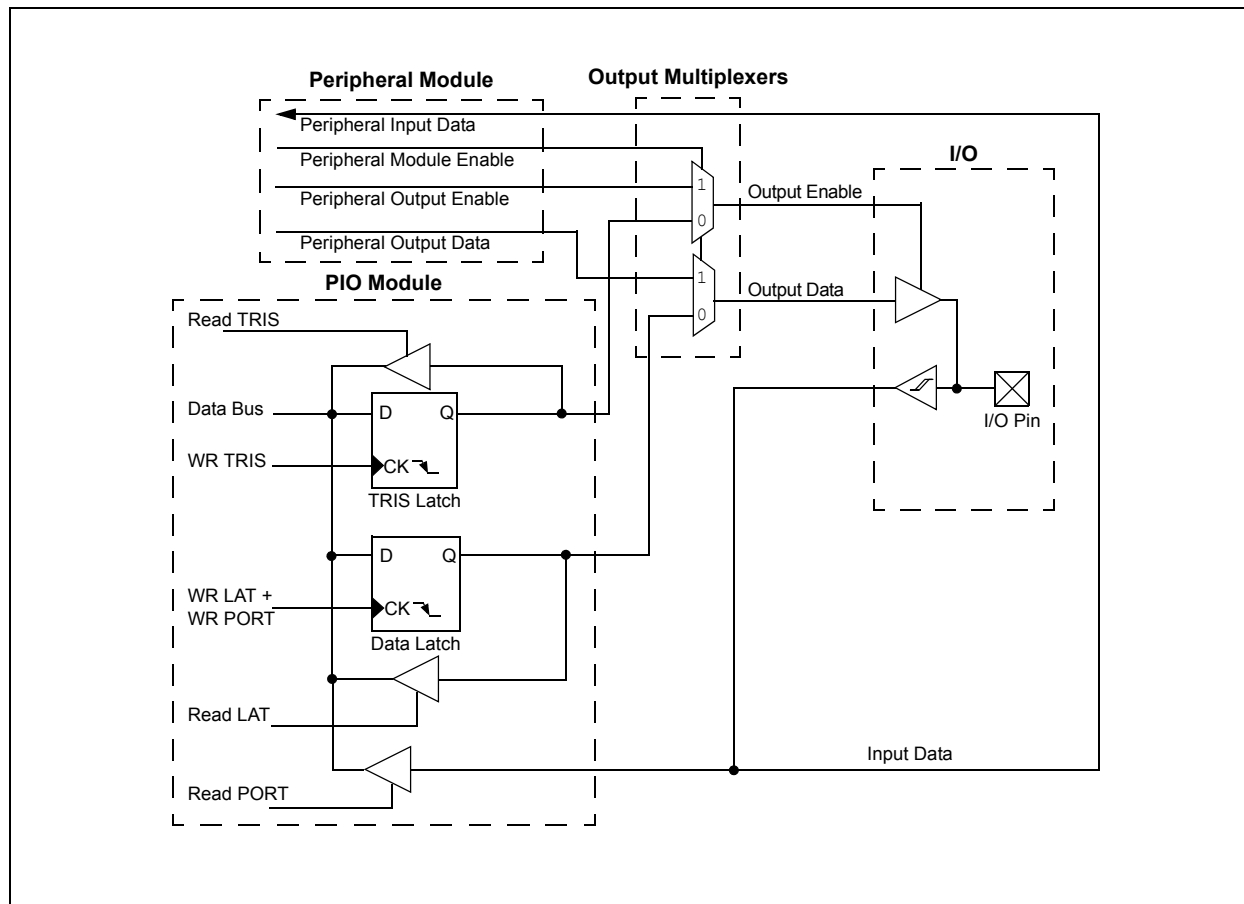 Peripheral Module
Output Multiplexers
Peripheral Input Data
Peripheral Module Enable
I/O
1
Peripheral Output Enable
Output Enable
0
Peripheral Output Data
PIO Module
1
Output Data
0
Read TRIS
Data Bus
D
Q
I/O Pin
WR TRIS
CK
TRIS Latch
D
Q
WR LAT +
WR PORT
CK
Data Latch
Read LAT
Input Data
Read PORT